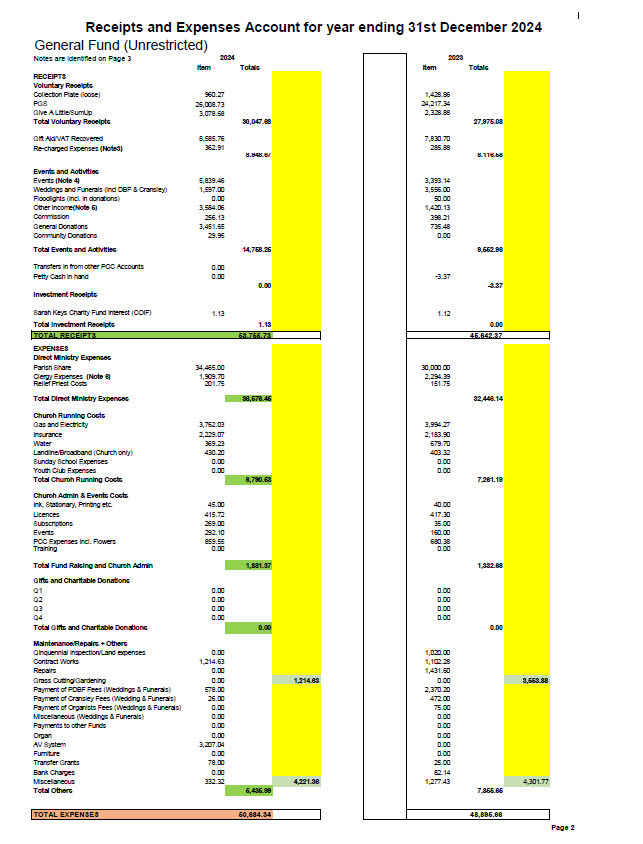 Receipts and Expenses Account for year ending 31st December 2024
General Fund (Unrestricted)
Notes are identified on Page 3 2024 2023
Item Totals Item Totals
RECEIPTS
Voluntary Receipts
Collection Plate (loose) 960.27 1,428.86
PGS 26,008.73 24,217.34
Give A Little/SumUp 3,078.68 2,328.88
Total Voluntary Receipts 30,047.68 27,975.08
Gift Aid/VAT Recovered 8,585.76 7,830.70
Re-charged Expenses (Note3) 362.91 285.88
8,948.67 8,116.58
Events and Activities
Events (Note 4) 5,839.46 3,393.14
Weddings and Funerals (Incl DBF & Cransley) 1,597.00 3,556.00
Floodlights (Incl. in donations) 0.00 50.00
Other Income(Note 5) 3,584.06 1,420.13
Commission 256.13 398.21
General Donations 3,451.65 735.48
Community Donations 29.95 0.00
Total Events and Activities 14,758.25 9,552.96
Transfers in from other PCC Accounts 0.00
Petty Cash in hand 0.00 -3.37
0.00 -3.37
Investment Receipts
Sarah Keys Charity Fund Interest (COIF) 1.13 1.12
Total Investment Receipts 1.13 0.00
TOTAL RECEIPTS 53,755.73 45,642.37
EXPENSES
Direct Ministry Expenses
Parish Share 34,465.00 30,000.00
Clergy Expenses (Note 6) 1,909.70 2,294.39
Relief Priest Costs 201.75 151.75
Total Direct Ministry Expenses 36,576.45 32,446.14
Church Running Costs
Gas and Electricity 3,762.03 3,994.27
Insurance 2,229.07 2,183.90
Water 369.23 679.70
Landline/Broadband (Church only) 430.20 403.32
Sunday School Expenses 0.00 0.00
Youth Club Expenses 0.00 0.00
Total Church Running Costs 6,790.53 7,261.19
Church Admin & Events Costs
Ink, Stationary, Printing etc. 45.00 40.00
Licences 415.72 417.30
Subscriptions 269.00 35.00
Events 292.10 160.00
PCC Expenses incl. Flowers 859.55 680.38
Training 0.00 0.00
Total Fund Raising and Church Admin 1,881.37 1,332.68
Gifts and Charitable Donations
Q1 0.00 0.00
Q2 0.00 0.00
Q3 0.00 0.00
Q4 0.00 0.00
Total Gifts and Charitable Donations 0.00 0.00
Maintenance/Repairs + Others
Qinquennial Inspection/Land expenses 0.00 1,020.00
Contract Works 1,214.63 1,102.28
Repairs 0.00 1,431.60
Grass Cutting/Gardening 0.00 1,214.63 0.00 3,553.88
Payment of PDBF Fees (Weddings & Funerals) 578.00 2,370.20
Payment of Cransley Fees (Wedding & Funerals) 26.00 472.00
Payment of Organists Fees (Weddings & Funerals) 0.00 75.00
Miscellaneous (Weddings & Funerals) 0.00 0.00
Payments to other Funds 0.00 0.00
Organ 0.00 0.00
AV System 3,207.04 0.00
Furniture 0.00 0.00
Transfer Grants 78.00 25.00
Bank Charges 0.00 82.14
Miscellaneous 332.32 4,221.36 1,277.43 4,301.77
Total Others 5,435.99 7,855.65
TOTAL EXPENSES 50,684.34 48,895.66
Page 2